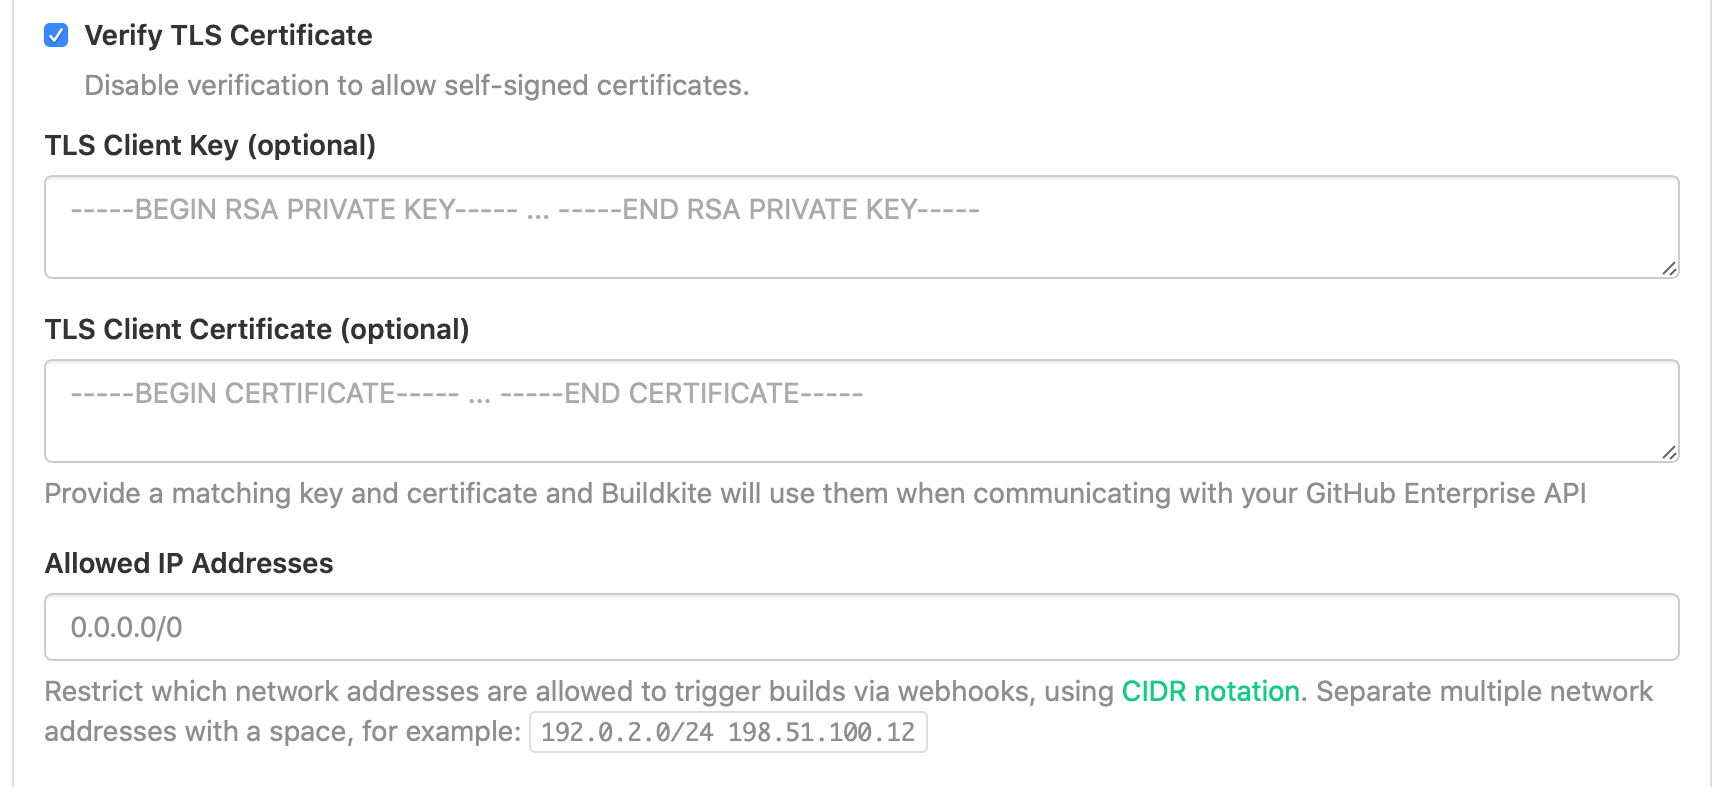 Verify TLS Certificate
Disable verification to allow self-signed certificates.
TLS Client Key (optional)
-----BEGIN RSA PRIVATE KEY----- ... -----END RSA PRIVATE KEY-----
TLS Client Certificate (optional)
-----BEGIN CERTIFICATE----- ... -----END CERTIFICATE-----
Provide a matching key and certificate and Buildkite will use them when communicating with your GitHub Enterprise API
Allowed IP Addresses
0.0.0.0/0
Restrict which network addresses are allowed to trigger builds via webhooks, using CIDR notation. Separate multiple network
addresses with a space, for example: 192.0.2.0/24 198.51.100.12